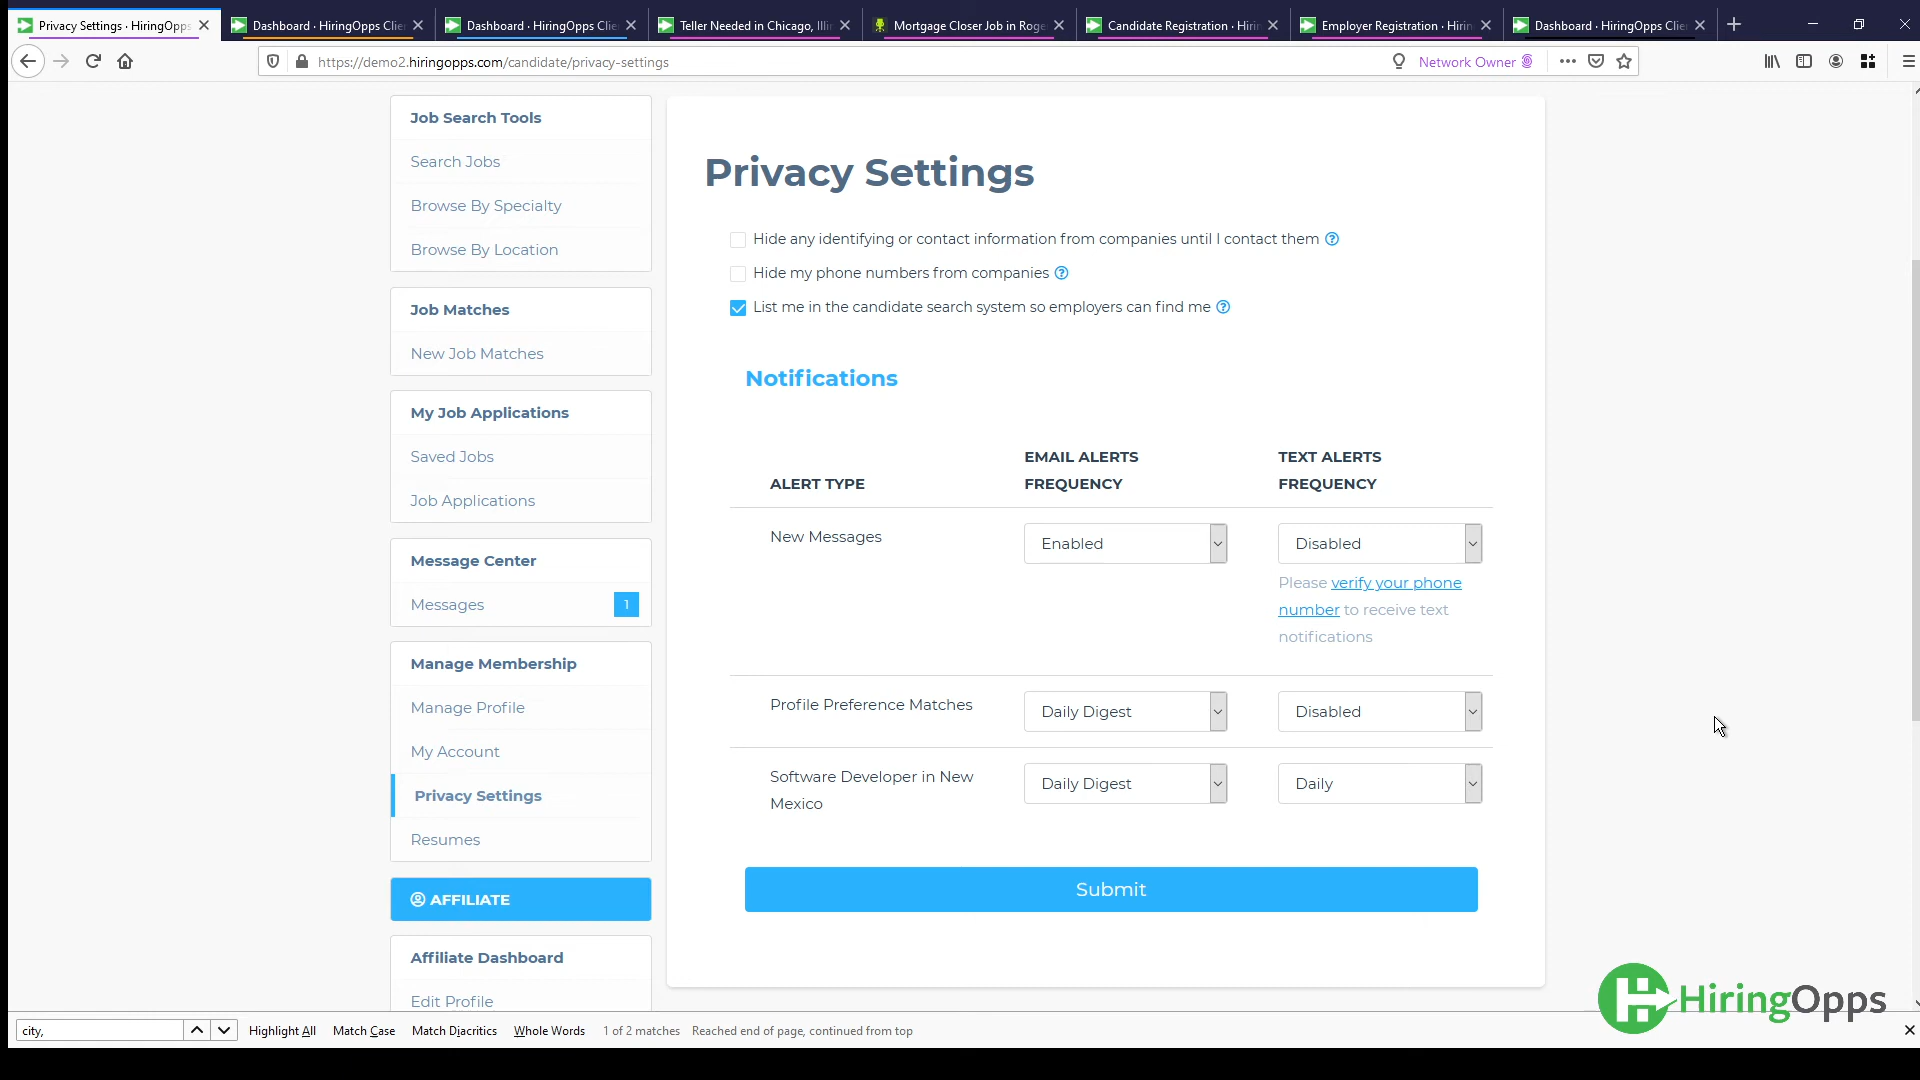 Privacy Settings · HiringOpps
Dashboard · HiringOpps Clie
Dashboard · HiringOpps Clie
Teller Needed in Chicago, Illi
Mortgage Closer Job in Roge
Candidate Registration · Hirin
Employer Registration · Hirin
Dashboard · HiringOpps Clie
https://demo2.hiringopps.com/candidate/privacy-settings
Network Owner
Job Search Tools
Search Jobs
Browse By Specialty
Browse By Location
Job Matches
New Job Matches
My Job Applications
Saved Jobs
Job Applications
Message Center
Messages 1
Manage Membership
Manage Profile
My Account
Privacy Settings
Resumes
AFFILIATE
Affiliate Dashboard
Edit Profile
Privacy Settings
Hide any identifying or contact information from companies until I contact them
Hide my phone numbers from companies
List me in the candidate search system so employers can find me
Notifications
ALERT TYPE
EMAIL ALERTS
FREQUENCY
TEXT ALERTS
FREQUENCY
New Messages
Enabled
Disabled
Please verify your phone
number to receive text
notifications
Profile Preference Matches
Daily Digest
Disabled
Software Developer in New
Mexico
Daily Digest
Daily
Submit
HiringOpps
city,
Highlight All
Match Case
Match Diacritics
Whole Words
1 of 2 matches
Reached end of page, continued from top